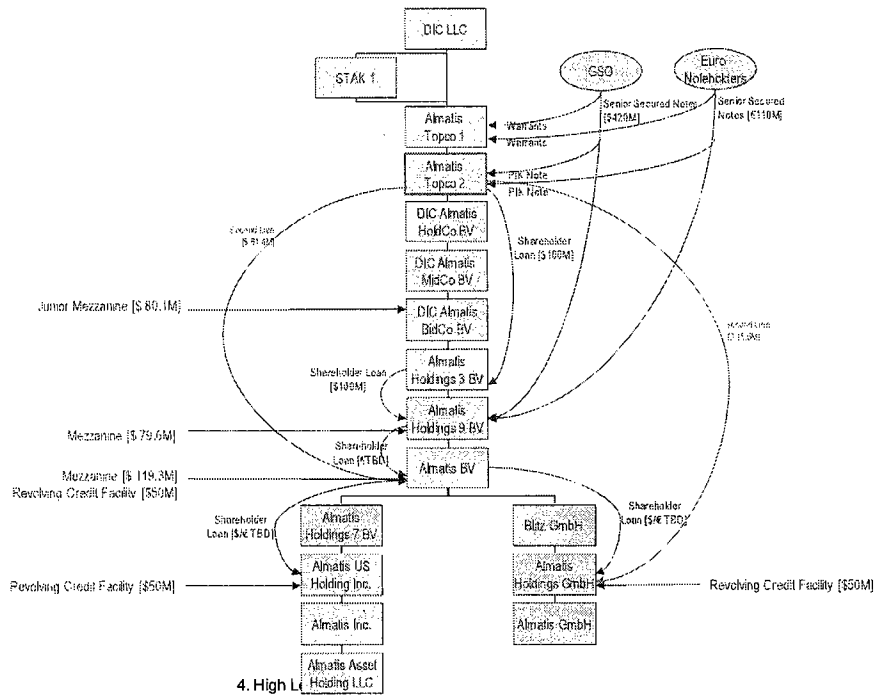 DIC LLC
STAK 1
GSO
Euro
Noteholders
Senior Secured Notes
[$420M]
Senior Secured
Notes [€110M]
Almatis
Topco 1
Warrants
Warrants
Almatis
Topco 2
PIK Note
PIK Note
DIC Almatis
HoldCo BV
Shareholder
Loan [$100M]
DIC Almatis
MidCo BV
Junior Mezzanine [$ 80.1M]
DIC Almatis
BidCo BV
Almatis
Holdings 3 BV
Shareholder Loan
[$100M]
Almatis
Holdings 9 BV
Mezzanine [$ 79.6M]
Shareholder
Loan [€TBD]
Almatis BV
Mezzanine [$ 119.3M]
Revolving Credit Facility [$50M]
Shareholder
Loan [$/€ TBD]
Almatis
Holdings 7 BV
Blitz GmbH
Shareholder
Loan [$/€ TBD]
Revolving Credit Facility [$50M]
Almatis US
Holding Inc.
Almatis
Holdings GmbH
Revolving Credit Facility [$50M]
Almatis Inc.
Almatis GmbH
Almatis Asset
Holding LLC
4. High